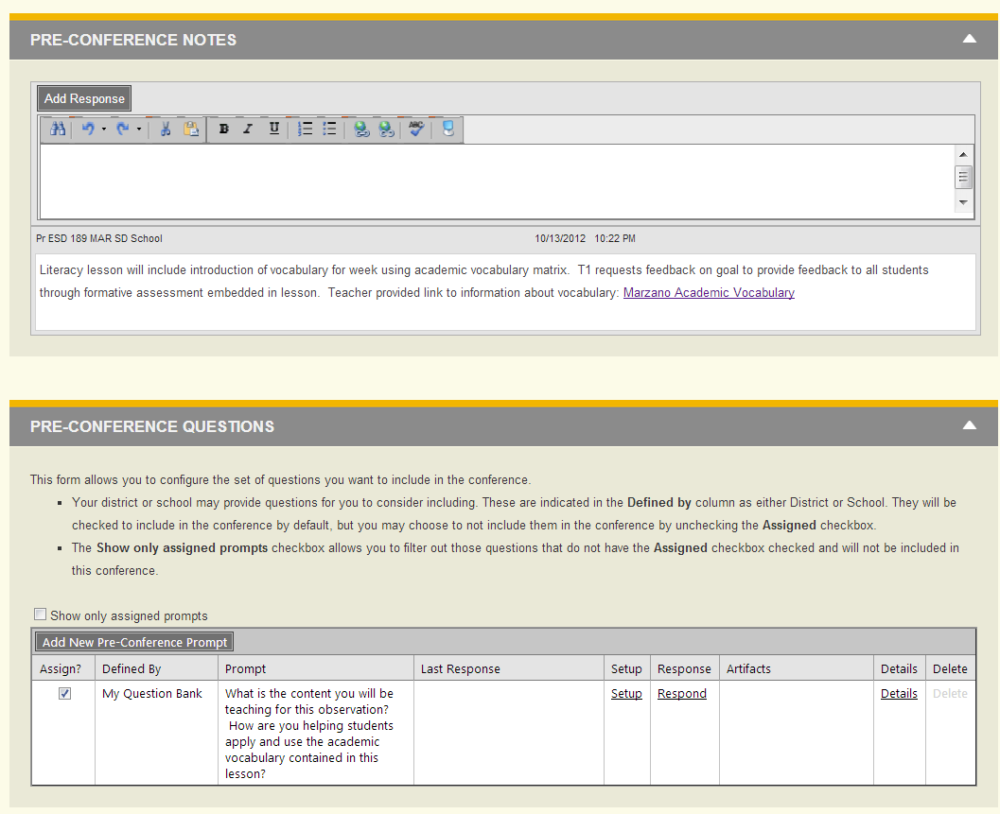 PRE-CONFERENCE NOTES
Add Response
B I U ABC
Pr ESD 189 MAR SD School 10/13/2012 10:22 PM
Literacy lesson will include introduction of vocabulary for week using academic vocabulary matrix. T1 requests feedback on goal to provide feedback to all students
through formative assessment embedded in lesson. Teacher provided link to information about vocabulary: Marzano Academic Vocabulary
PRE-CONFERENCE QUESTIONS
This form allows you to configure the set of questions you want to include in the conference.
Your district or school may provide questions for you to consider including. These are indicated in the Defined by column as either District or School. They will be
checked to include in the conference by default, but you may choose to not include them in the conference by unchecking the Assigned checkbox.
The Show only assigned prompts checkbox allows you to filter out those questions that do not have the Assigned checkbox checked and will not be included in
this conference.
Show only assigned prompts
Add New Pre-Conference Prompt
Assign? Defined By Prompt Last Response Setup Response Artifacts Details Delete
My Question Bank What is the content you will be Setup Respond Details Delete
teaching for this observation?
How are you helping students
apply and use the academic
vocabulary contained in this
lesson?